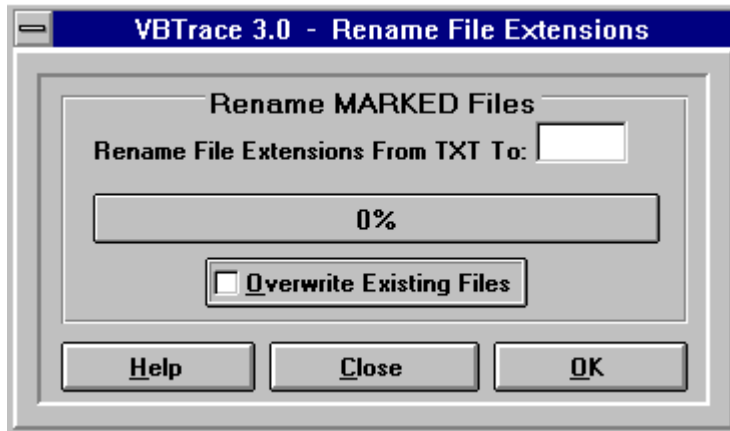 VBTrace 3.0 - Rename File Extensions
Rename MARKED Files
Rename File Extensions From TXT To:
0%
Overwrite Existing Files
Help Close OK